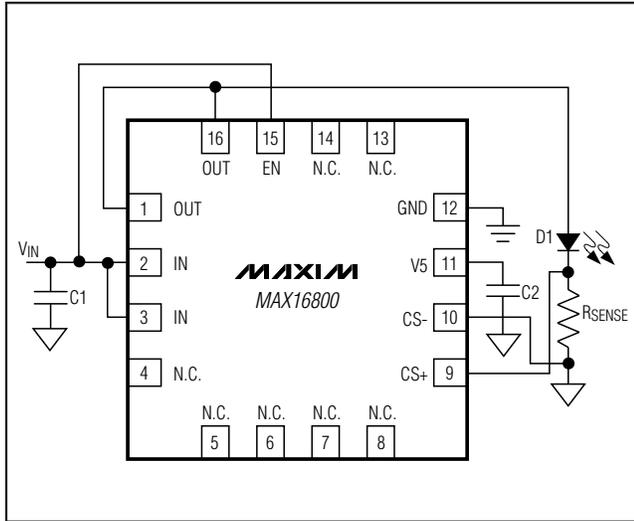 16 15 14 13
OUT EN N.C. N.C.
1 OUT
GND 12
D1
VIN
2 IN
V5 11
MAXIM
MAX16800
C1
C2
3 IN
CS- 10
RSENSE
4 N.C.
CS+ 9
N.C. N.C. N.C. N.C.
5 6 7 8